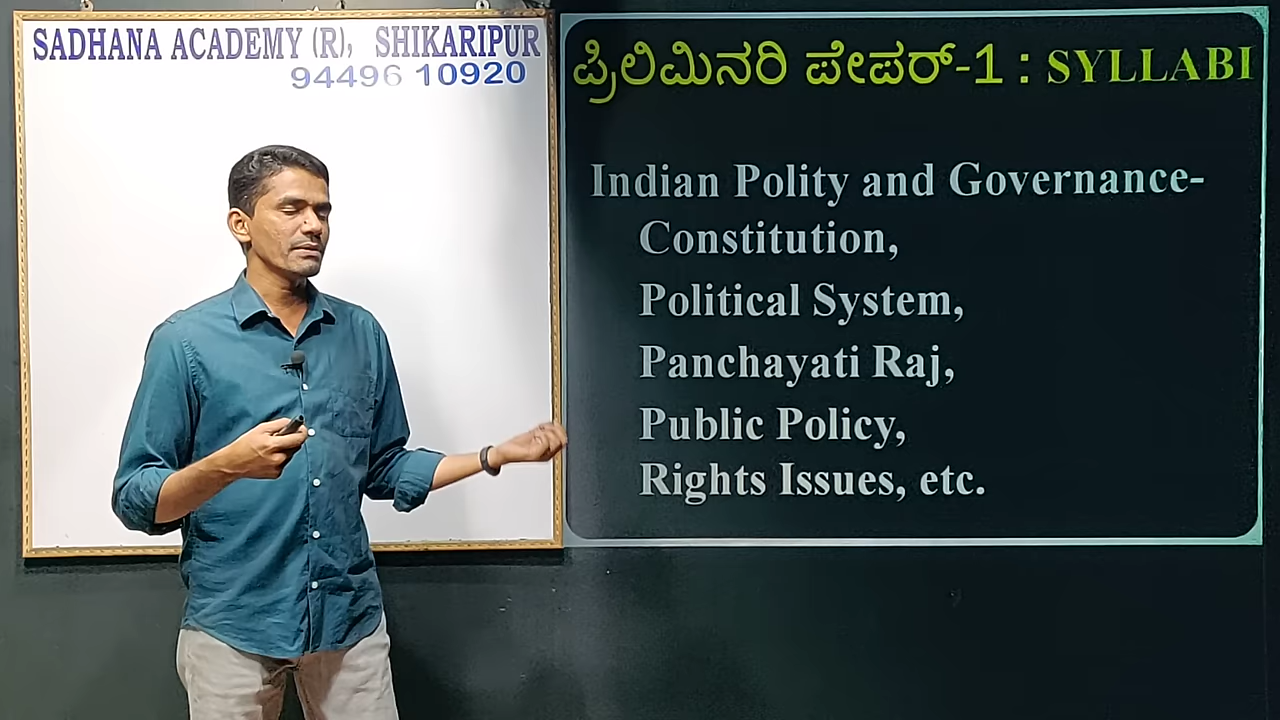 SADHANA ACADEMY (R), SHIKARIPUR
94496 10920
ಪ್ರಿಲಿಮಿನರಿ ಪೇಪರ್-1 : SYLLABI
Indian Polity and Governance-
Constitution,
Political System,
Panchayati Raj,
Public Policy,
Rights Issues, etc.